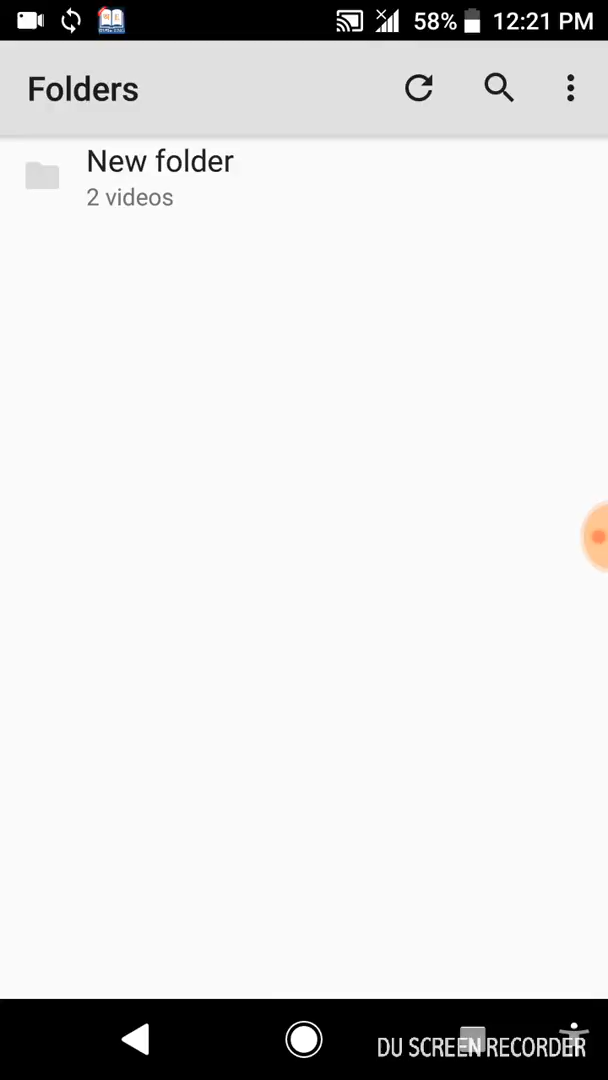 58% 12:21 PM
Folders
New folder
2 videos
DU SCREEN RECORDER